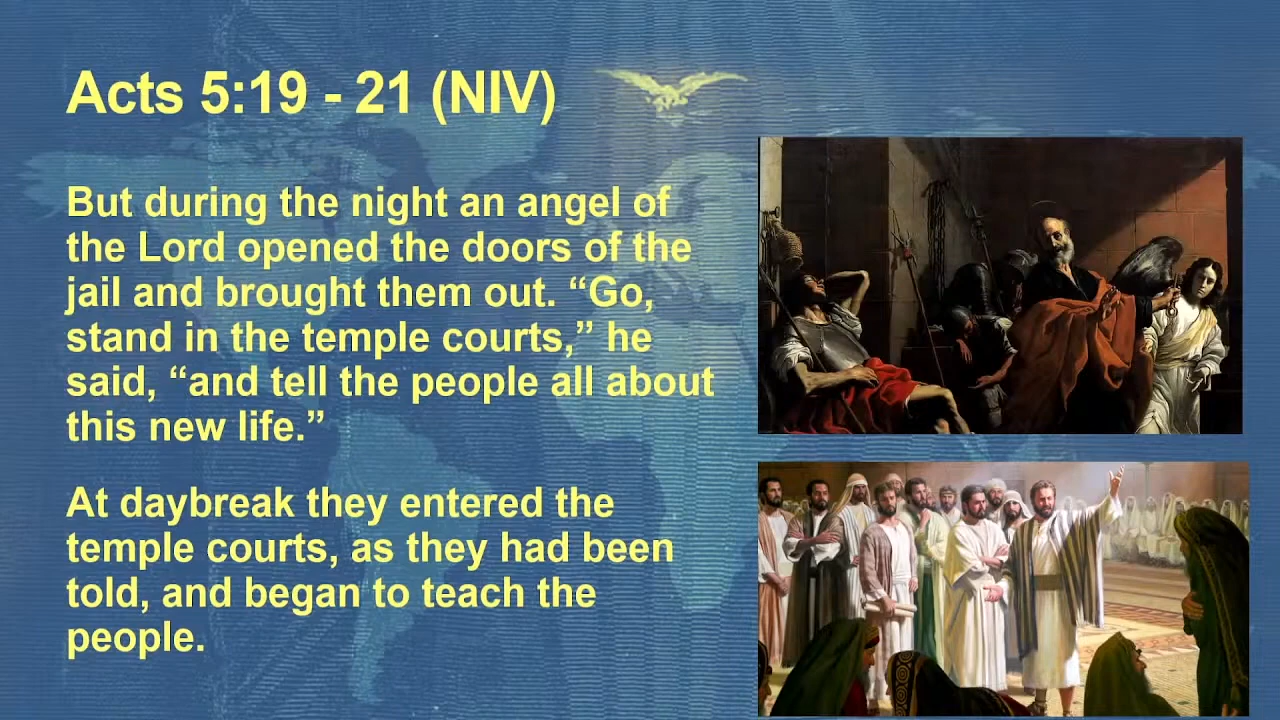 Acts 5:19 - 21 (NIV)
But during the night an angel of
the Lord opened the doors of the
jail and brought them out. “Go,
stand in the temple courts,” he
said, “and tell the people all about
this new life.”
At daybreak they entered the
temple courts, as they had been
told, and began to teach the
people.